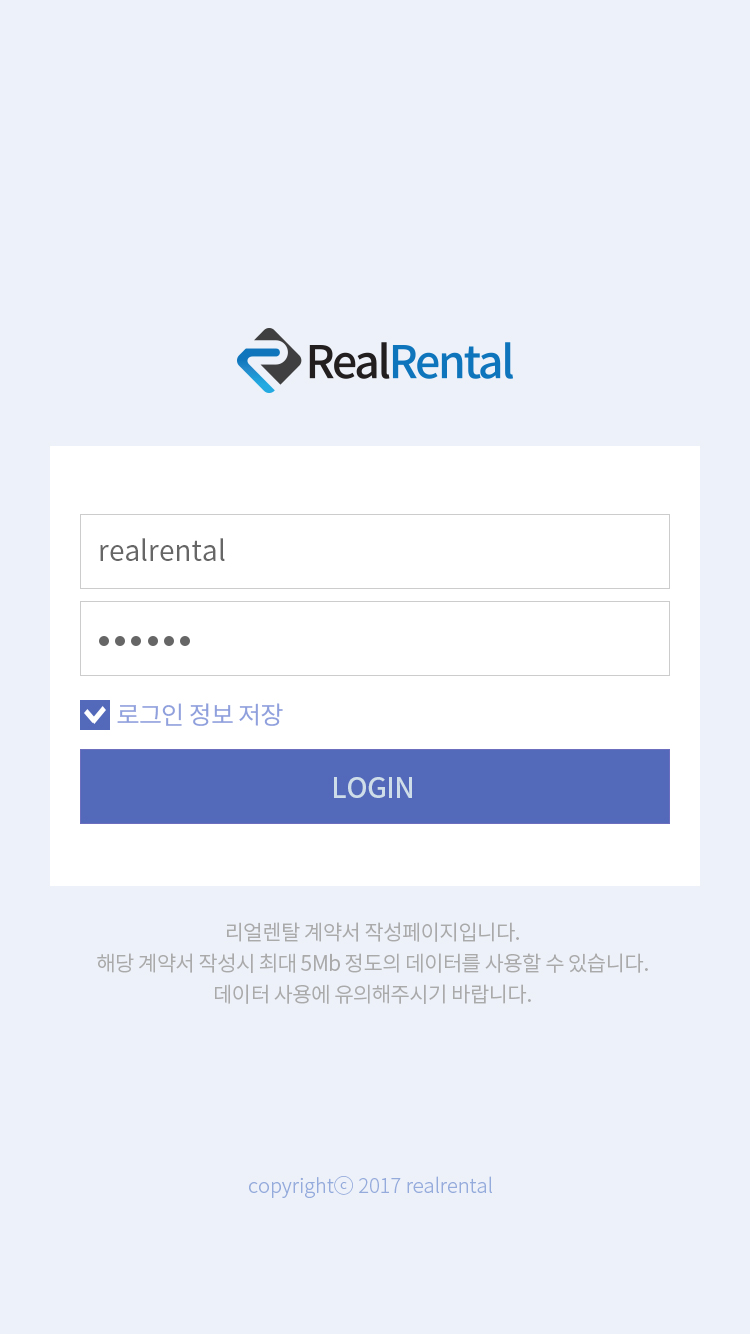 RealRental
realrental
••••••
로그인 정보 저장
LOGIN
리얼렌탈 계약서 작성페이지입니다.
해당 계약서 작성시 최대 5Mb 정도의 데이터를 사용할 수 있습니다.
데이터 사용에 유의해주시기 바랍니다.
copyrightⓒ 2017 realrental